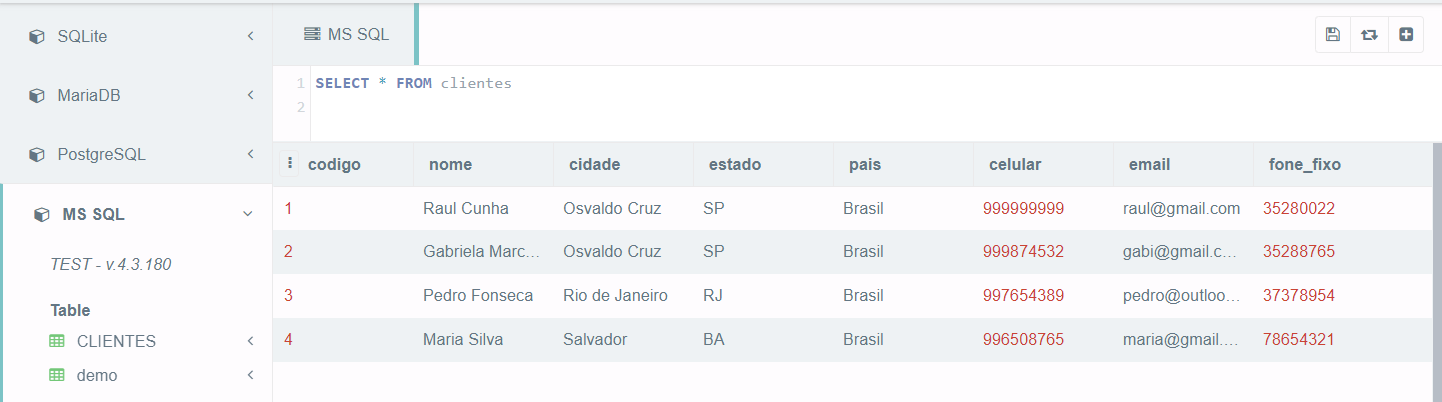 SQLite
MariaDB
PostgreSQL
MS SQL
TEST - v.4.3.180
Table
CLIENTES
demo
MS SQL
1 SELECT * FROM clientes
2
codigo nome cidade estado pais celular email fone_fixo
1 Raul Cunha Osvaldo Cruz SP Brasil 999999999 raul@gmail.com 35280022
2 Gabriela Marc... Osvaldo Cruz SP Brasil 999874532 gabi@gmail.c... 35288765
3 Pedro Fonseca Rio de Janeiro RJ Brasil 997654389 pedro@outloo... 37378954
4 Maria Silva Salvador BA Brasil 996508765 maria@gmail.... 78654321